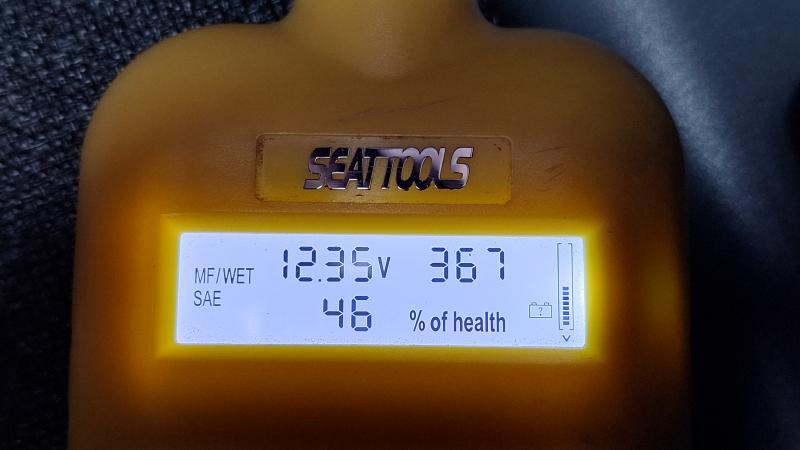 SEATTOOLS
MF/WET 12.35V 367
SAE 46 % of health
?
V